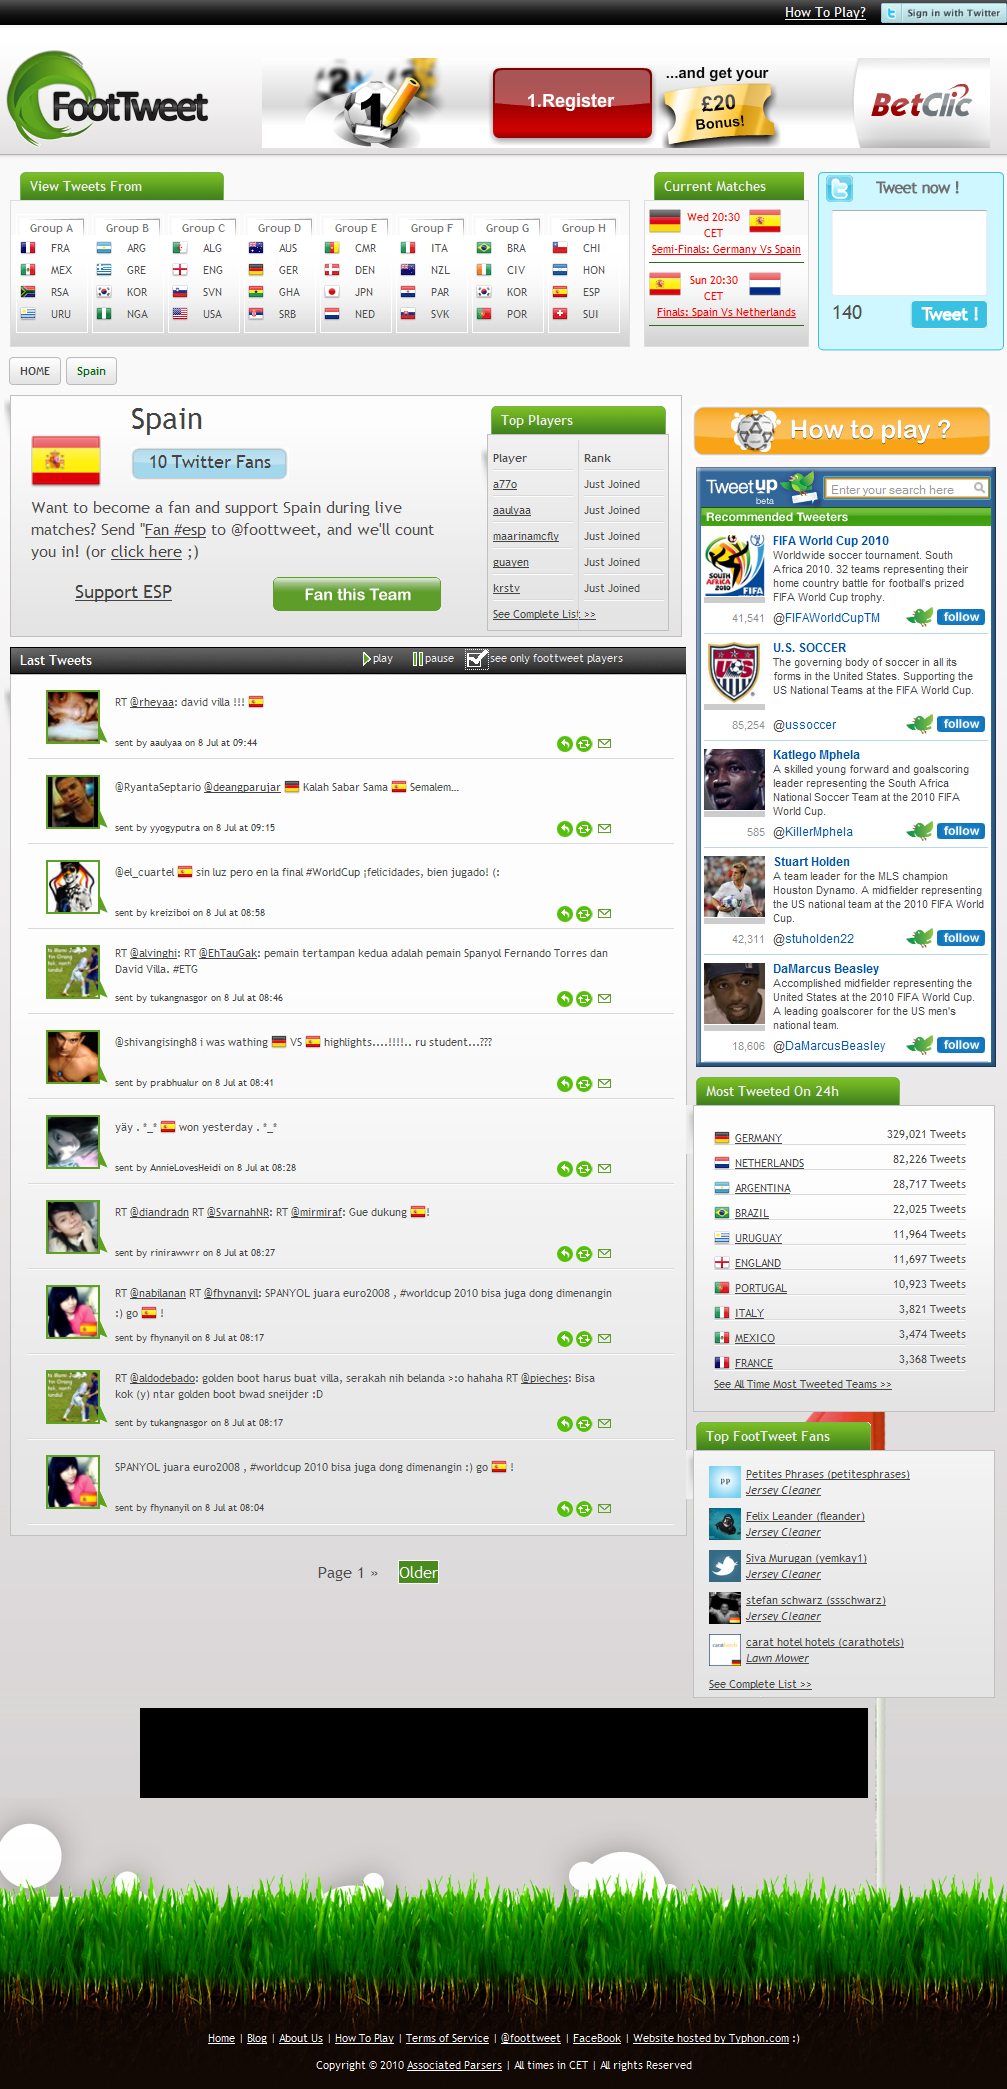 How To Play?
Sign in with Twitter
FootTweet
1
1.Register
...and get your
£20
Bonus!
BetClic
View Tweets From
Group A
Group B
Group C
Group D
Group E
Group F
Group G
Group H
FRA ARG ALG AUS CMR ITA BRA CHI
MEX GRE ENG GER DEN NZL CIV HON
RSA KOR SVN GHA JPN PAR KOR ESP
URU NGA USA SRB NED SVK POR SUI
Current Matches
Wed 20:30
CET
Semi-Finals: Germany Vs Spain
Sun 20:30
CET
Finals: Spain Vs Netherlands
Tweet now !
140
Tweet !
HOME
Spain
Spain
10 Twitter Fans
Want to become a fan and support Spain during live
matches? Send "Fan #esp to @foottweet, and we'll count
you in! (or click here ;)
Support ESP
Fan this Team
Top Players
Player Rank
a77o Just Joined
aaulyaa Just Joined
maarinamcfly Just Joined
guayen Just Joined
krstv Just Joined
See Complete List >>
How to play ?
Last Tweets
play
pause
see only foottweet players
RT @rheyaa: david villa !!!
sent by aaulyaa on 8 Jul at 09:44
@RyantaSeptario @deangparujar Kalah Sabar Sama Semalem...
sent by yyogyputra on 8 Jul at 09:15
@el_cuartel sin luz pero en la final #WorldCup ¡felicidades, bien jugado! (:
sent by kreiziboi on 8 Jul at 08:58
RT @alvinghi: RT @EhTauGak: pemain tertampan kedua adalah pemain Spanyol Fernando Torres dan
David Villa. #ETG
sent by tukangnasgor on 8 Jul at 08:46
@shivangisingh8 i was wathing VS highlights....!!!!.. ru student...???
sent by prabhualur on 8 Jul at 08:41
yäy . *_* won yesterday . *_*
sent by AnnieLovesHeidi on 8 Jul at 08:28
RT @diandradn RT @SvarnahNR: RT @mirmiraf: Gue dukung !
sent by rinirawwrr on 8 Jul at 08:27
RT @nabilanan RT @fhynanyil: SPANYOL juara euro2008 , #worldcup 2010 bisa juga dong dimenangin
:) go !
sent by fhynanyil on 8 Jul at 08:17
RT @aldodebado: golden boot harus buat villa, serakah nih belanda >:o hahaha RT @pieches: Bisa
kok (y) ntar golden boot bwad sneijder :D
sent by tukangnasgor on 8 Jul at 08:17
SPANYOL juara euro2008 , #worldcup 2010 bisa juga dong dimenangin :) go !
sent by fhynanyil on 8 Jul at 08:04
Page 1 »
Older
Tweetup
beta
Enter your search here
Recommended Tweeters
SOUTH AFRICA
2010
FIFA
FIFA World Cup 2010
Worldwide soccer tournament. South
Africa 2010. 32 teams representing their
home country battle for football's prized
FIFA World Cup trophy.
41,541 @FIFAWorldCupTM follow
US
U.S. SOCCER
The governing body of soccer in all its
forms in the United States. Supporting the
US National Teams at the FIFA World Cup.
85,254 @ussoccer follow
Katlego Mphela
A skilled young forward and goalscoring
leader representing the South Africa
National Soccer Team at the 2010 FIFA
World Cup.
585 @KillerMphela follow
Stuart Holden
A team leader for the MLS champion
Houston Dynamo. A midfielder representing
the US national team at the 2010 FIFA World
Cup.
42,311 @stuholden22 follow
DaMarcus Beasley
Accomplished midfielder representing the
United States at the 2010 FIFA World Cup.
A leading goalscorer for the US men's
national team.
18,606 @DaMarcusBeasley follow
Most Tweeted On 24h
GERMANY 329,021 Tweets
NETHERLANDS 82,226 Tweets
ARGENTINA 28,717 Tweets
BRAZIL 22,025 Tweets
URUGUAY 11,964 Tweets
ENGLAND 11,697 Tweets
PORTUGAL 10,923 Tweets
ITALY 3,821 Tweets
MEXICO 3,474 Tweets
FRANCE 3,368 Tweets
See All Time Most Tweeted Teams >>
Top FootTweet Fans
PP
Petites Phrases (petitesphrases)
Jersey Cleaner
Felix Leander (fleander)
Jersey Cleaner
Siva Murugan (yemkay1)
Jersey Cleaner
stefan schwarz (ssschwarz)
Jersey Cleaner
carat hotel hotels (carathotels)
Lawn Mower
See Complete List >>
Home | Blog | About Us | How To Play | Terms of Service | @foottweet | FaceBook | Website hosted by Typhon.com :)
Copyright © 2010 Associated Parsers | All times in CET | All rights Reserved